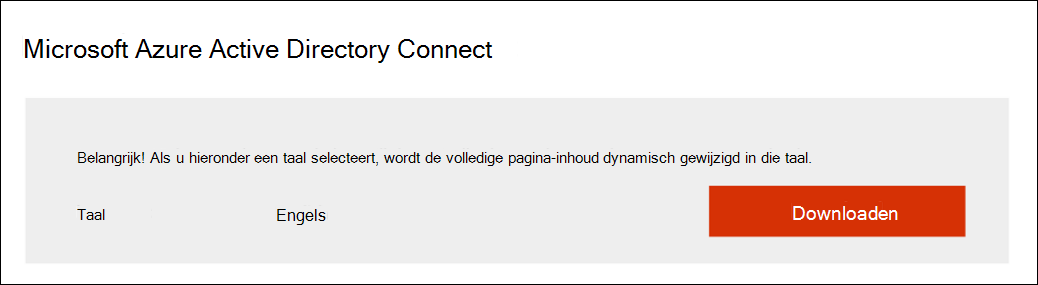 Microsoft Azure Active Directory Connect
Belangrijk! Als u hieronder een taal selecteert, wordt de volledige pagina-inhoud dynamisch gewijzigd in die taal.
Taal
Engels
Downloaden